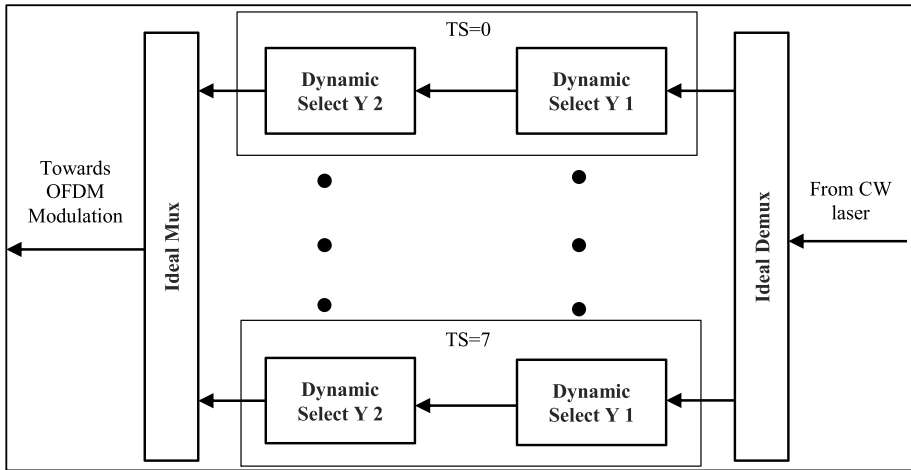 TS=0
Dynamic
Select Y 2
Dynamic
Select Y 1
Towards
OFDM
Modulation
Ideal Mux
Ideal Demux
From CW
laser
TS=7
Dynamic
Select Y 2
Dynamic
Select Y 1